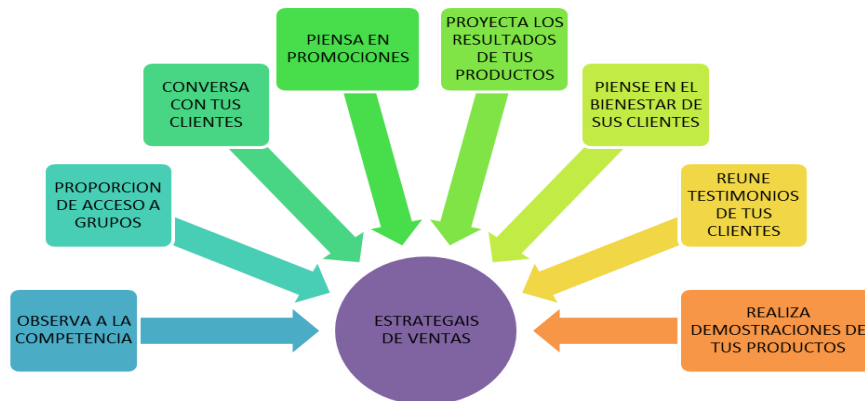 PIENSA EN
PROMOCIONES
PROYECTA LOS
RESULTADOS
DE TUS
PRODUCTOS
CONVERSA
CON TUS
CLIENTES
PIENSE EN EL
BIENESTAR DE
SUS CLIENTES
PROPORCION
DE ACCESO A
GRUPOS
REUNE
TESTIMONIOS
DE TUS
CLIENTES
OBSERVA A LA
COMPETENCIA
ESTRATEGAIS
DE VENTAS
REALIZA
DEMOSTRACIONES DE
TUS PRODUCTOS